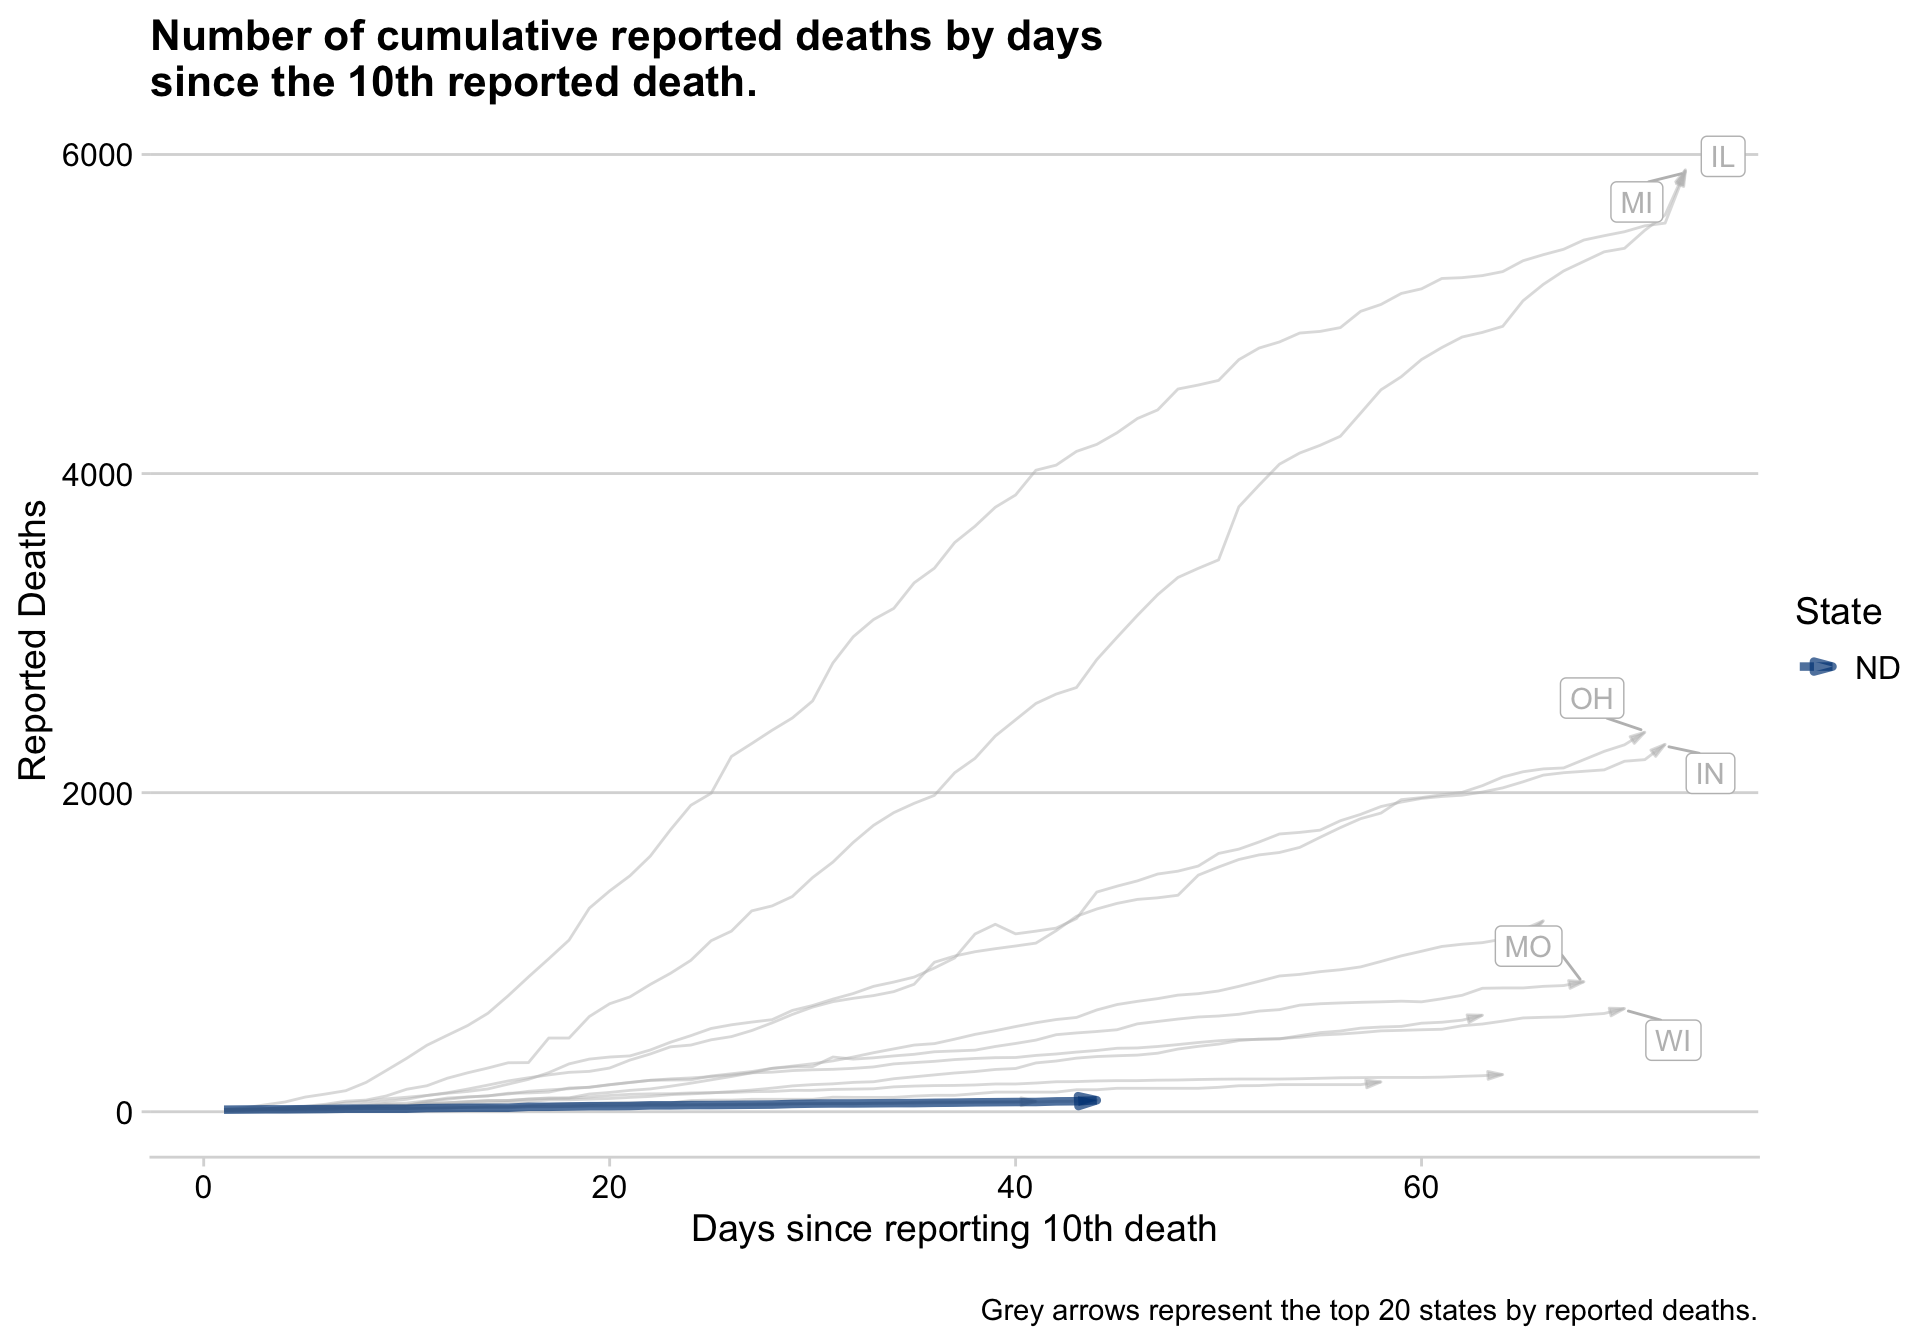 Number of cumulative reported deaths by days
since the 10th reported death.
6000
IL
MI
4000
Reported Deaths
State
ND
OH
IN
2000
MO
WI
0
0 20 40 60
Days since reporting 10th death
Grey arrows represent the top 20 states by reported deaths.